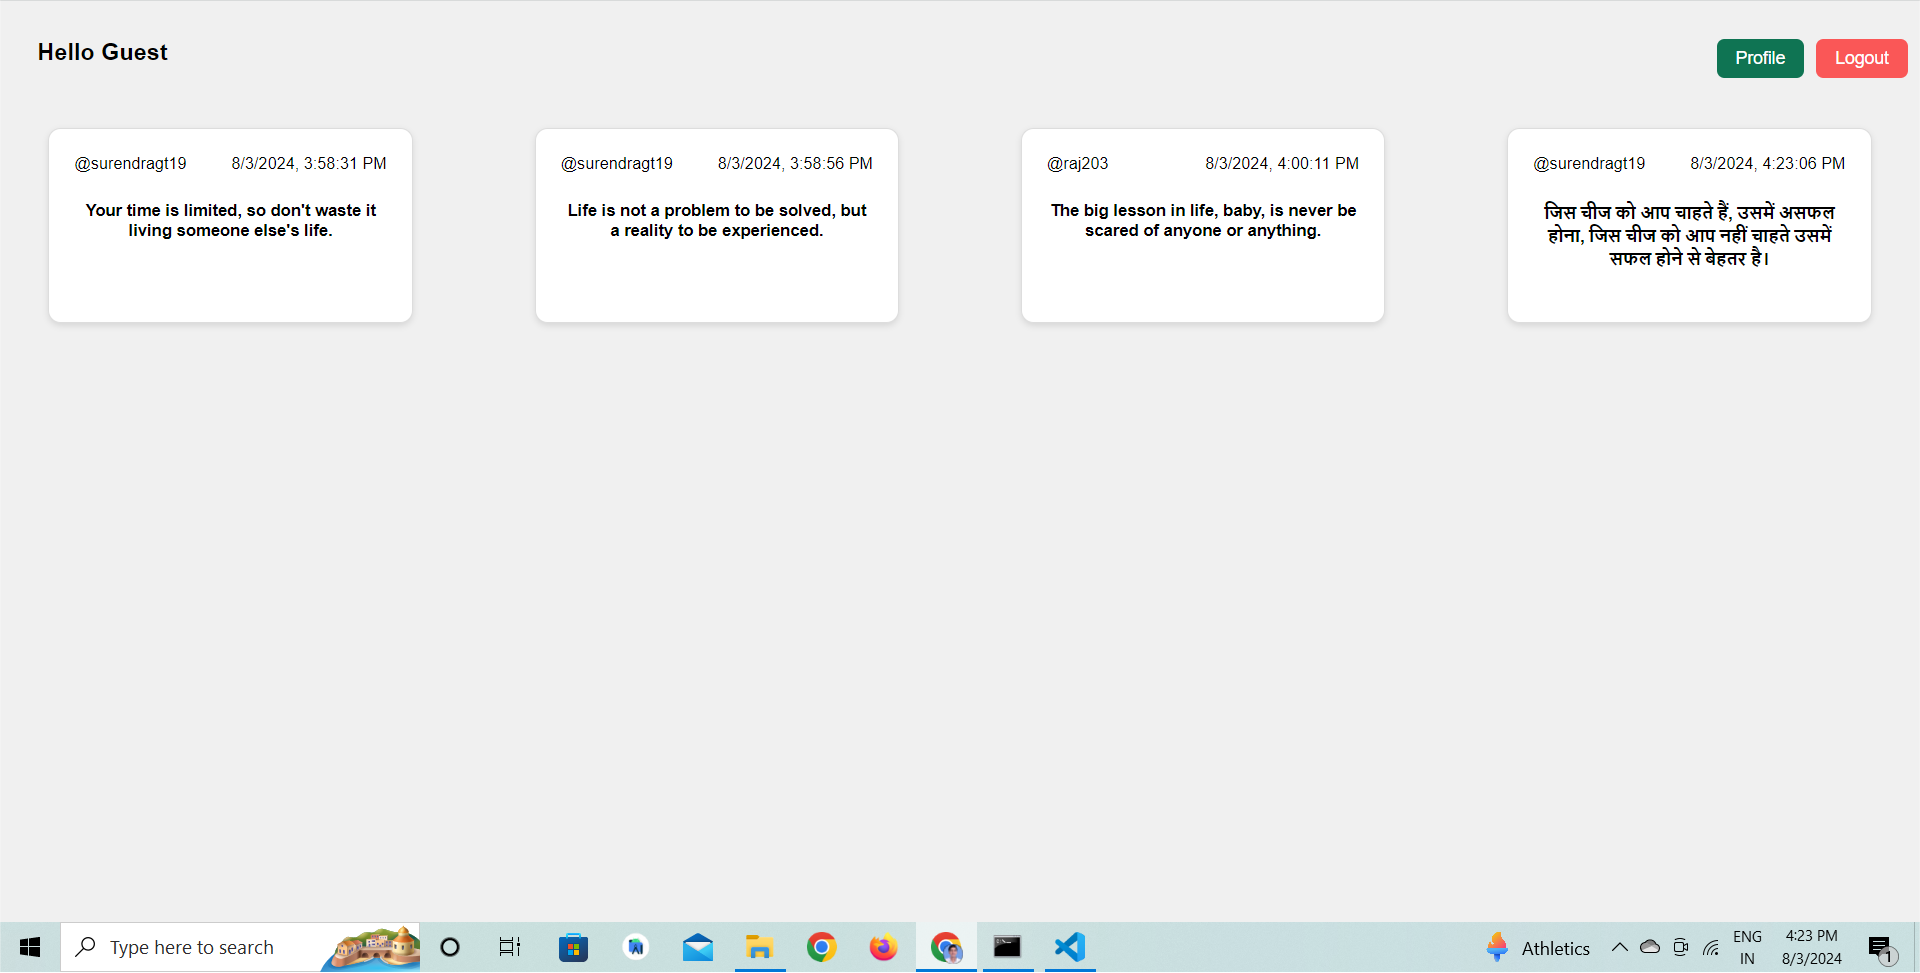 Hello Guest
Profile
Logout
@surendragt19 8/3/2024, 3:58:31 PM
Your time is limited, so don't waste it
living someone else's life.
@surendragt19 8/3/2024, 3:58:56 PM
Life is not a problem to be solved, but
a reality to be experienced.
@raj203 8/3/2024, 4:00:11 PM
The big lesson in life, baby, is never be
scared of anyone or anything.
@surendragt19 8/3/2024, 4:23:06 PM
जिस चीज को आप चाहते हैं, उसमें असफल
होना, जिस चीज को आप नहीं चाहते उसमें
सफल होने से बेहतर है।
Type here to search
Athletics
ENG
IN
4:23 PM
8/3/2024
1